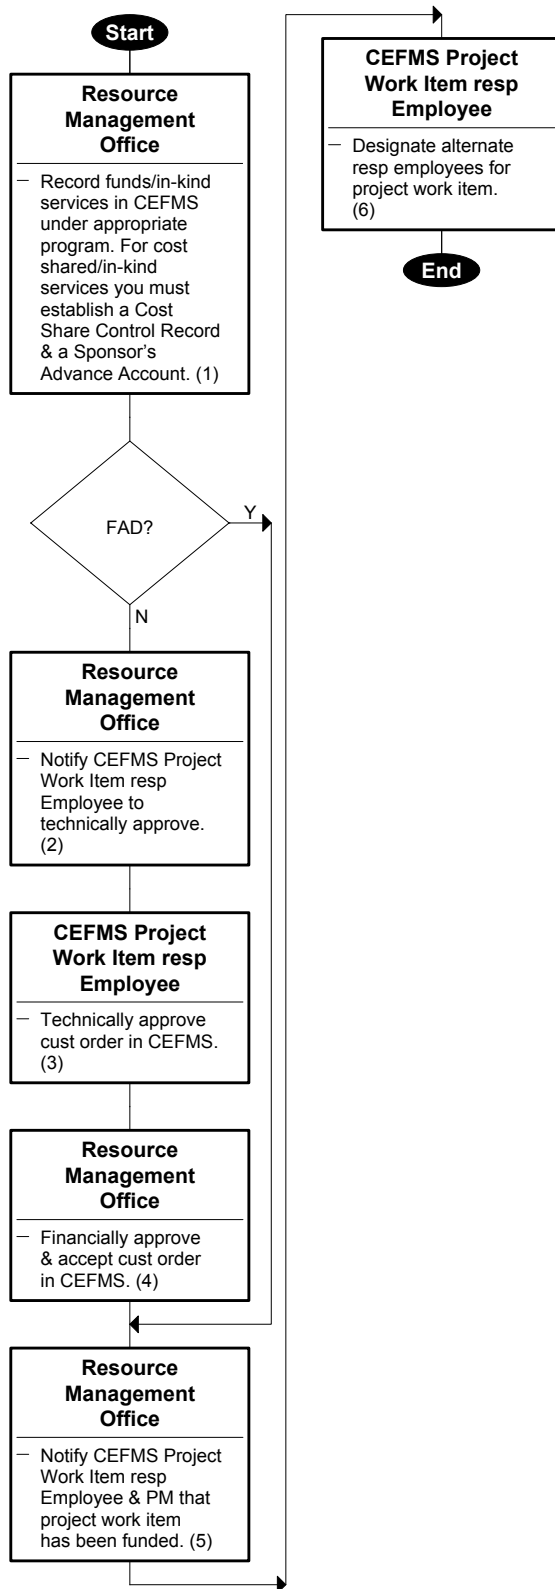 Start
Resource
Management
Office
— Record funds/in-kind
services in CEFMS
under appropriate
program. For cost
shared/in-kind
services you must
establish a Cost
Share Control Record
& a Sponsor's
Advance Account. (1)
FAD?
Y
N
Resource
Management
Office
— Notify CEFMS Project
Work Item resp
Employee to
technically approve.
(2)
CEFMS Project
Work Item resp
Employee
— Technically approve
cust order in CEFMS.
(3)
Resource
Management
Office
— Financially approve
& accept cust order
in CEFMS. (4)
Resource
Management
Office
— Notify CEFMS Project
Work Item resp
Employee & PM that
project work item
has been funded. (5)
CEFMS Project
Work Item resp
Employee
— Designate alternate
resp employees for
project work item.
(6)
End